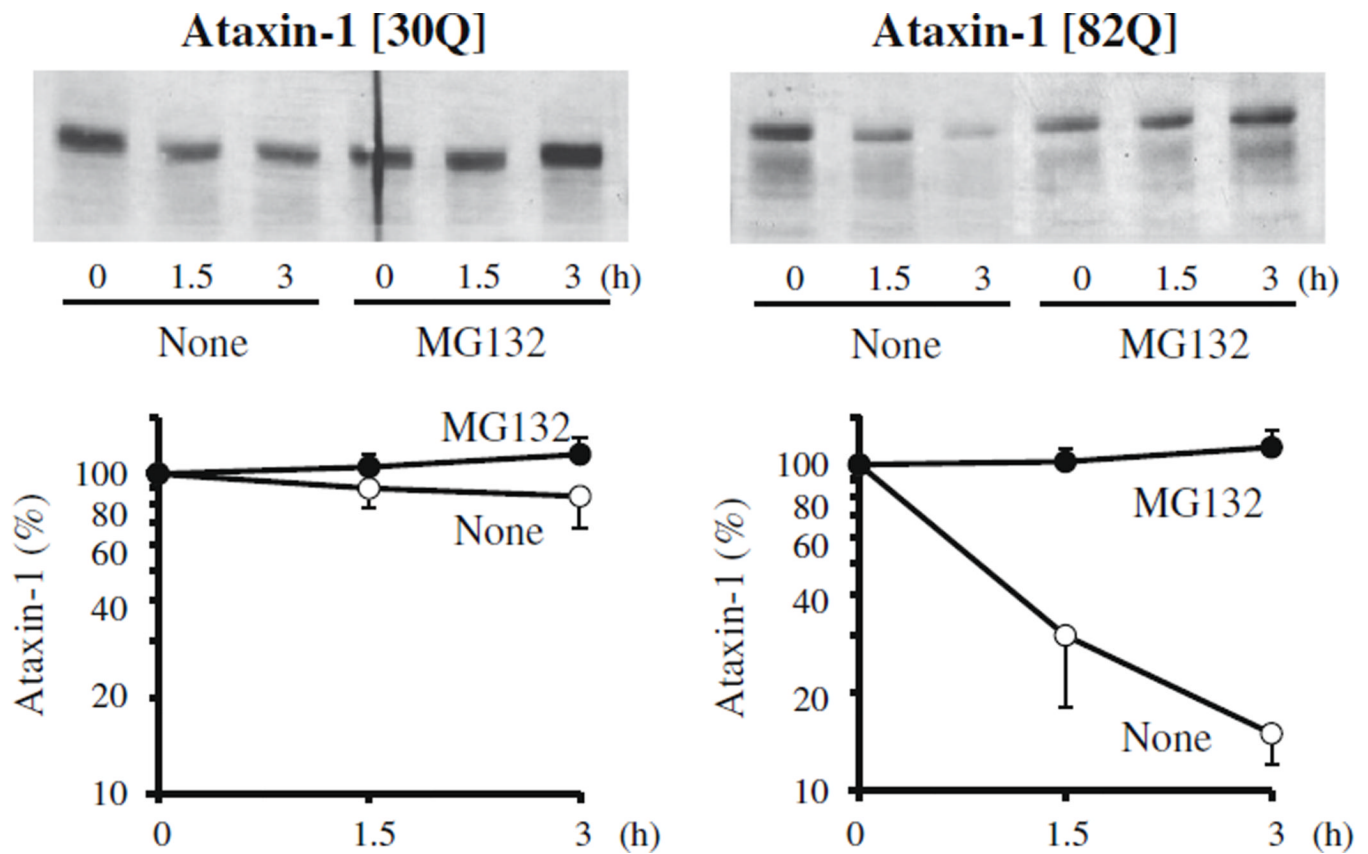 Ataxin-1 [30Q]
0 1.5 3 0 1.5 3 (h)
None MG132
Ataxin-1 (%)
100
80
60
40
20
10
MG132
None
0 1.5 3 (h)
Ataxin-1 [82Q]
0 1.5 3 0 1.5 3 (h)
None MG132
Ataxin-1 (%)
100
80
60
40
20
10
MG132
None
0 1.5 3 (h)